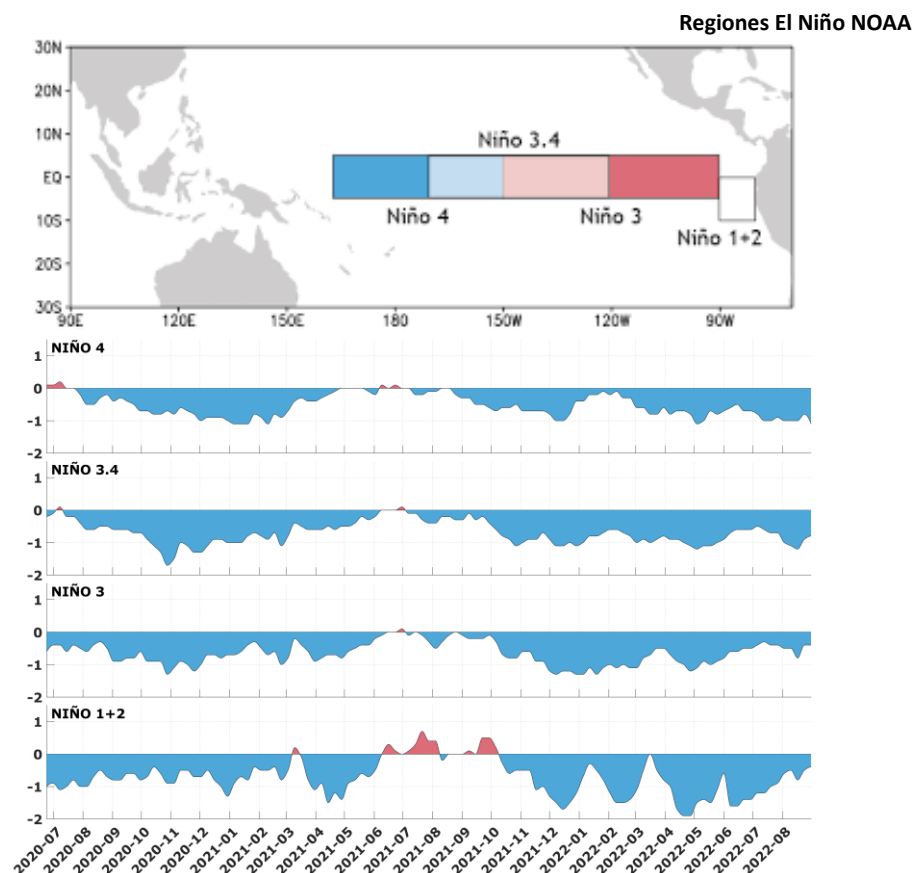 Regiones El Niño NOAA
30N
20N
10N
EQ
10S
20S
30S
Niño 3.4
Niño 4
Niño 3
Niño 1+2
90E 120E 150E 180 150W 120W 90W
NIÑO 4
1
0
-1
-2
NIÑO 3.4
1
0
-1
-2
NIÑO 3
1
0
-1
-2
NIÑO 1+2
1
0
-1
-2
2020-07 2020-08 2020-09 2020-10 2020-11 2020-12 2021-01 2021-02 2021-03 2021-04 2021-05 2021-06 2021-07 2021-08 2021-09 2021-10 2021-11 2021-12 2022-01 2022-02 2022-03 2022-04 2022-05 2022-06 2022-07 2022-08